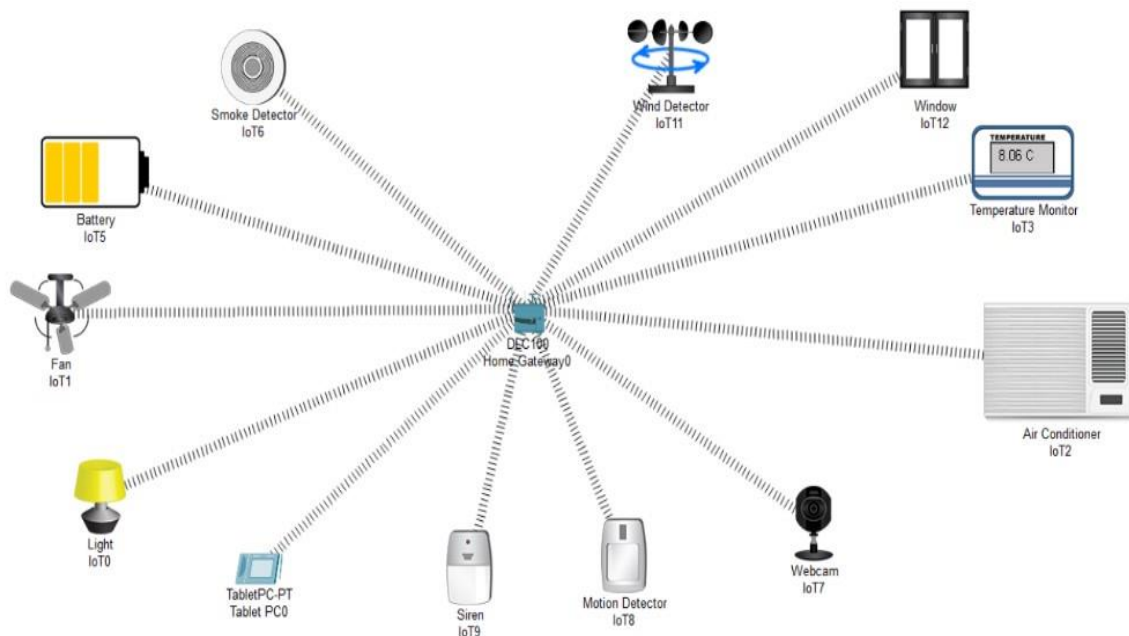 Smoke Detector
IoT6
Wind Detector
IoT11
Window
IoT12
TEMPERATURE
8.06 C
Temperature Monitor
IoT3
Battery
IoT5
Fan
IoT1
DLC100
Home Gateway0
Air Conditioner
IoT2
Light
IoT0
TabletPC-PT
Tablet PC0
Siren
IoT9
Motion Detector
IoT8
Webcam
IoT7